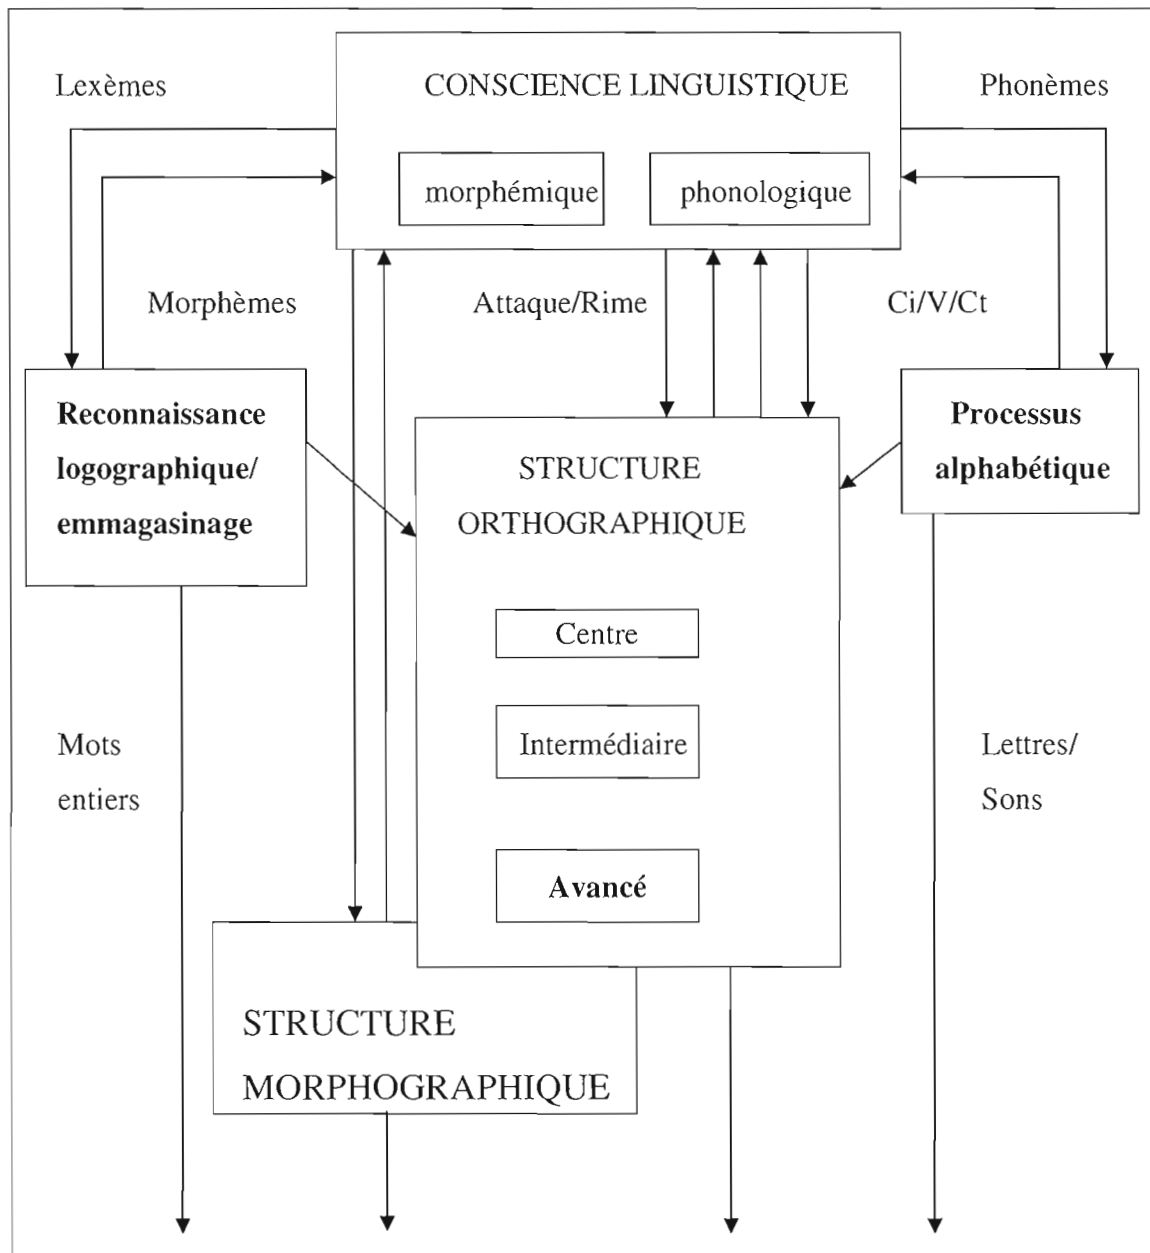 Lexèmes
CONSCIENCE LINGUISTIQUE
Phonèmes
morphémique
phonologique
Morphèmes
Attaque/Rime
Ci/V/Ct
Reconnaissance
logographique/
emmagasinage
STRUCTURE
ORTHOGRAPHIQUE
Processus
alphabétique
Centre
Intermédiaire
Avancé
Mots
entiers
Lettres/
Sons
STRUCTURE
MORPHOGRAPHIQUE